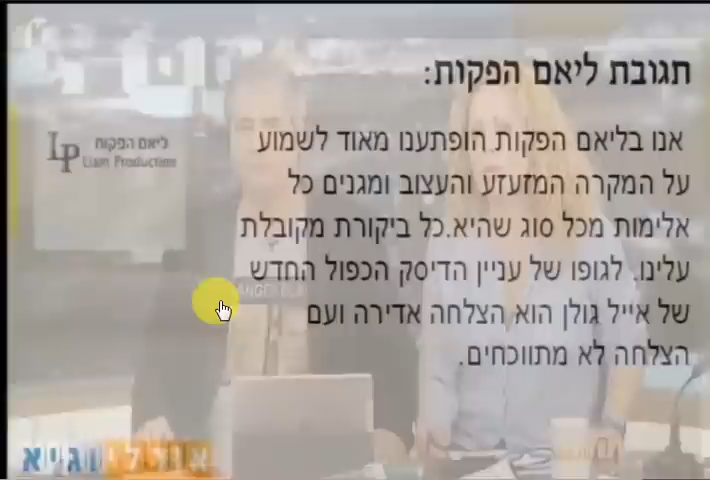 תגובת ליאם הפקות:
אנו בליאם הפקות הופתענו מאוד לשמוע
על המקרה המזעזע והעצוב ומגנים כל
אלימות מכל סוג שהיא.כל ביקורת מקובלת
עלינו. לגופו של עניין הדיסק הכפול החדש
של אייל גולן הוא הצלחה אדירה ועם
הצלחה לא מתווכחים.
LP ליאם הפקות
Liam Production